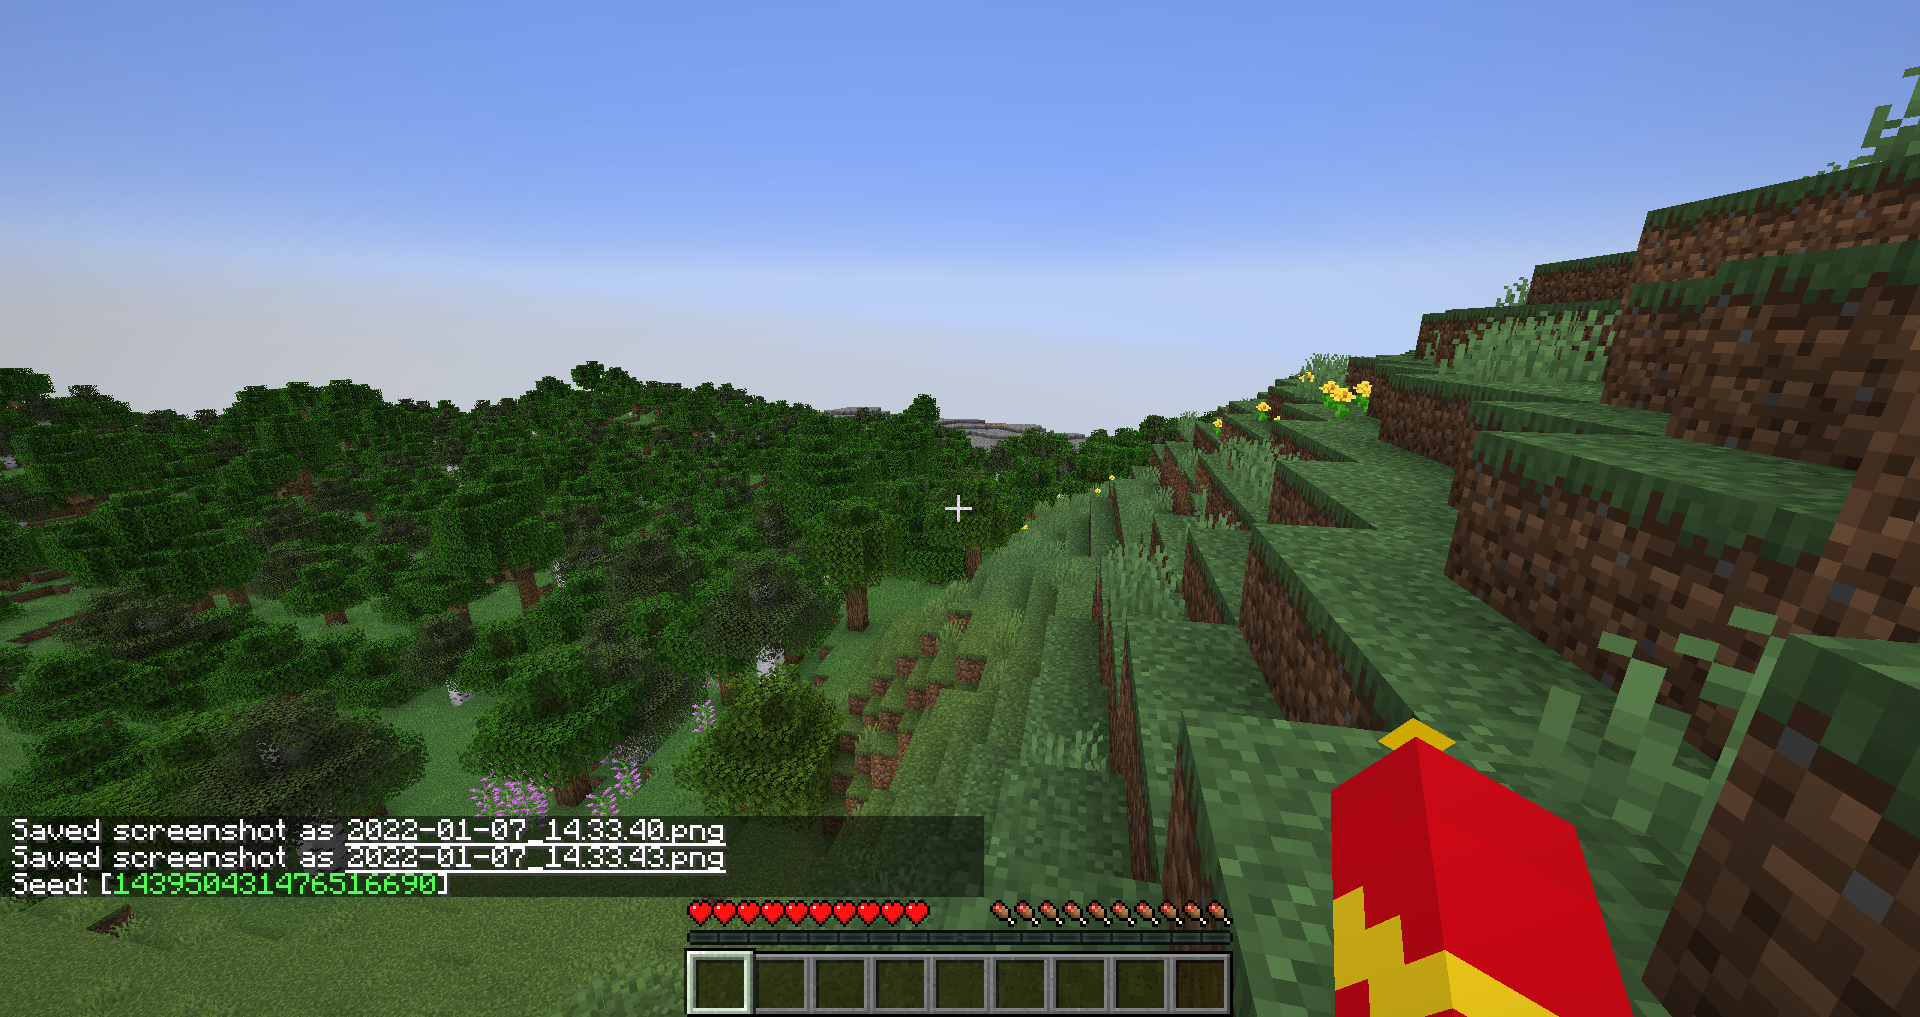 Saved screenshot as 2022-01-07_14.33.40.png
Saved screenshot as 2022-01-07_14.33.43.png
Seed: [143950431476516690]